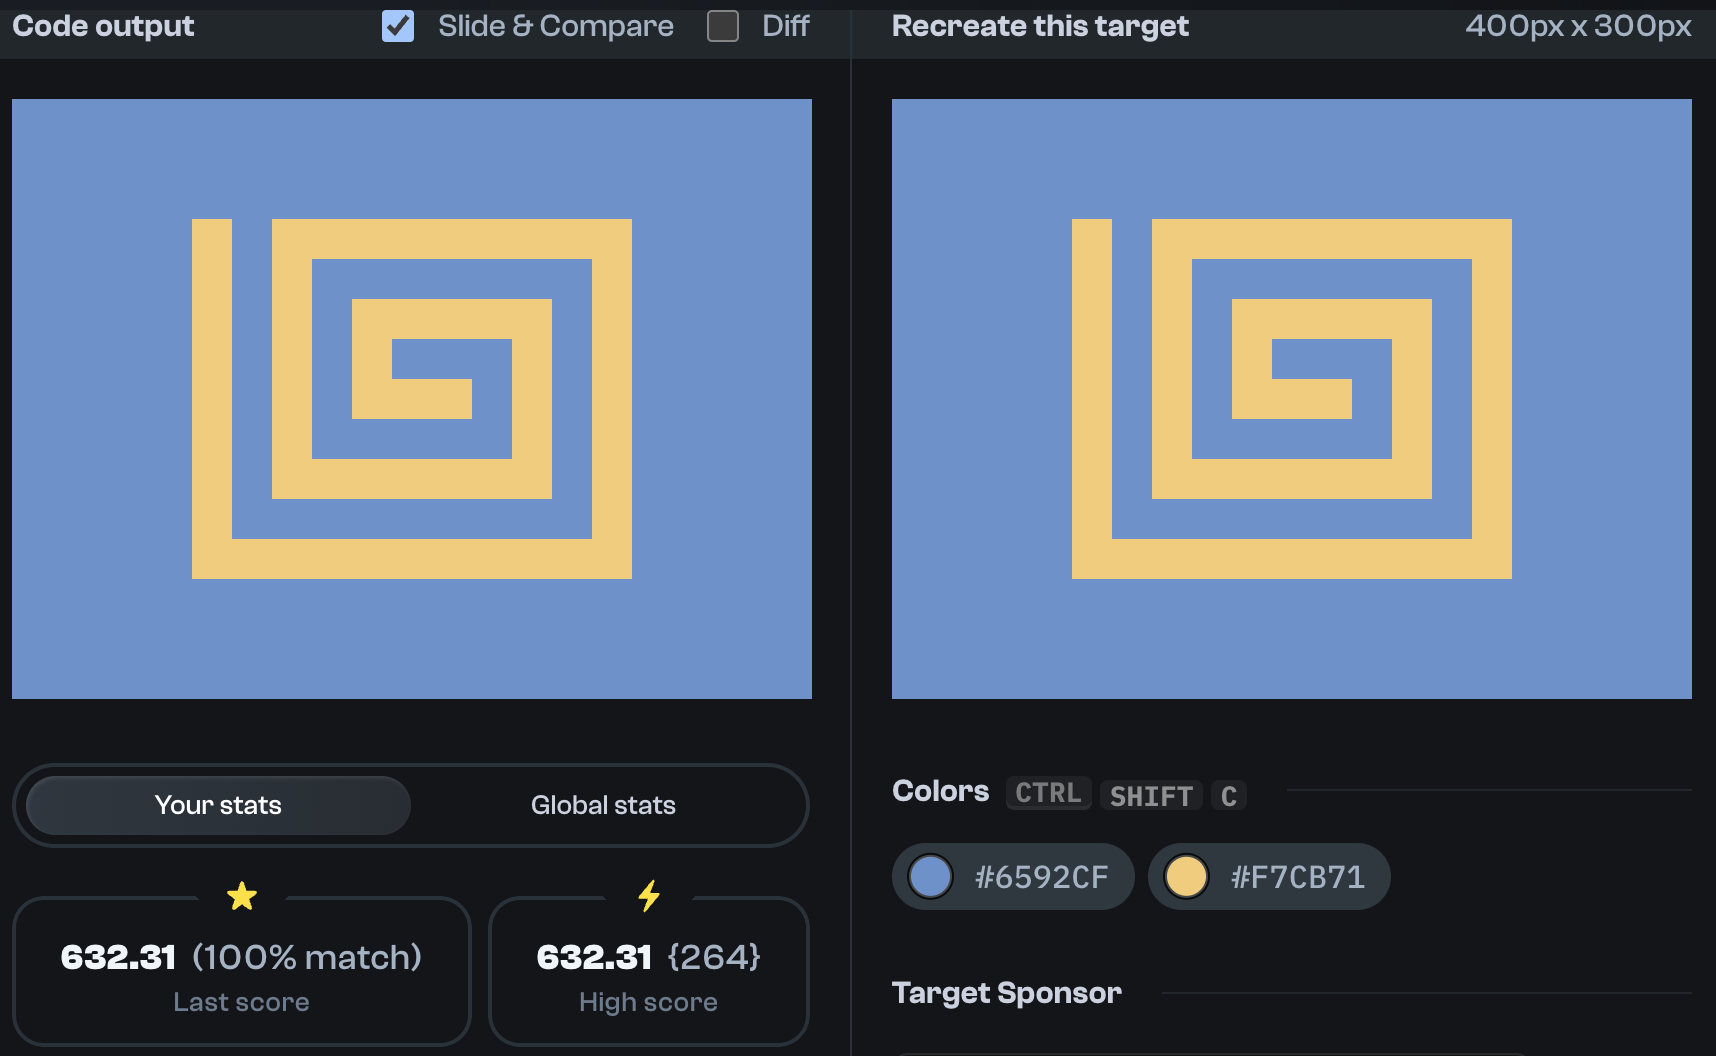 Code output
Slide & Compare
Diff
Recreate this target
400px x 300px
Your stats
Global stats
632.31 (100% match)
Last score
632.31 {264}
High score
Colors CTRL SHIFT C
#6592CF
#F7CB71
Target Sponsor